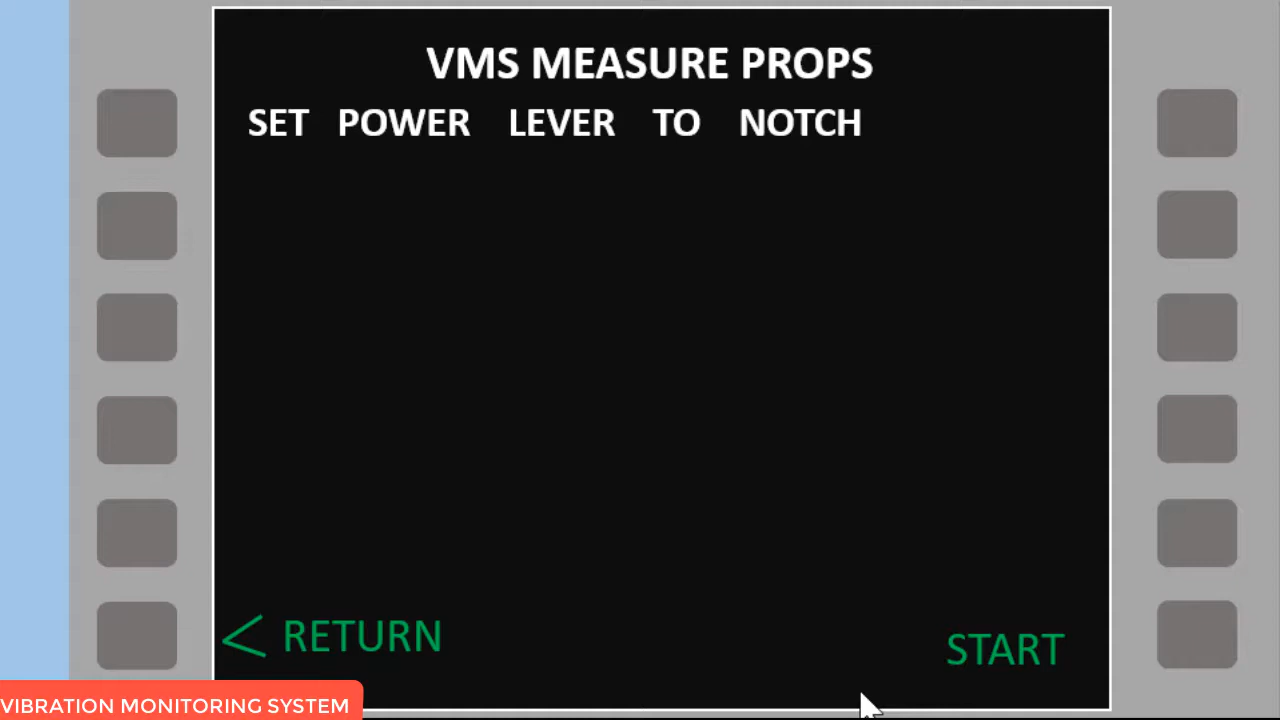 VMS MEASURE PROPS
SET POWER LEVER TO NOTCH
< RETURN
START
VIBRATION MONITORING SYSTEM